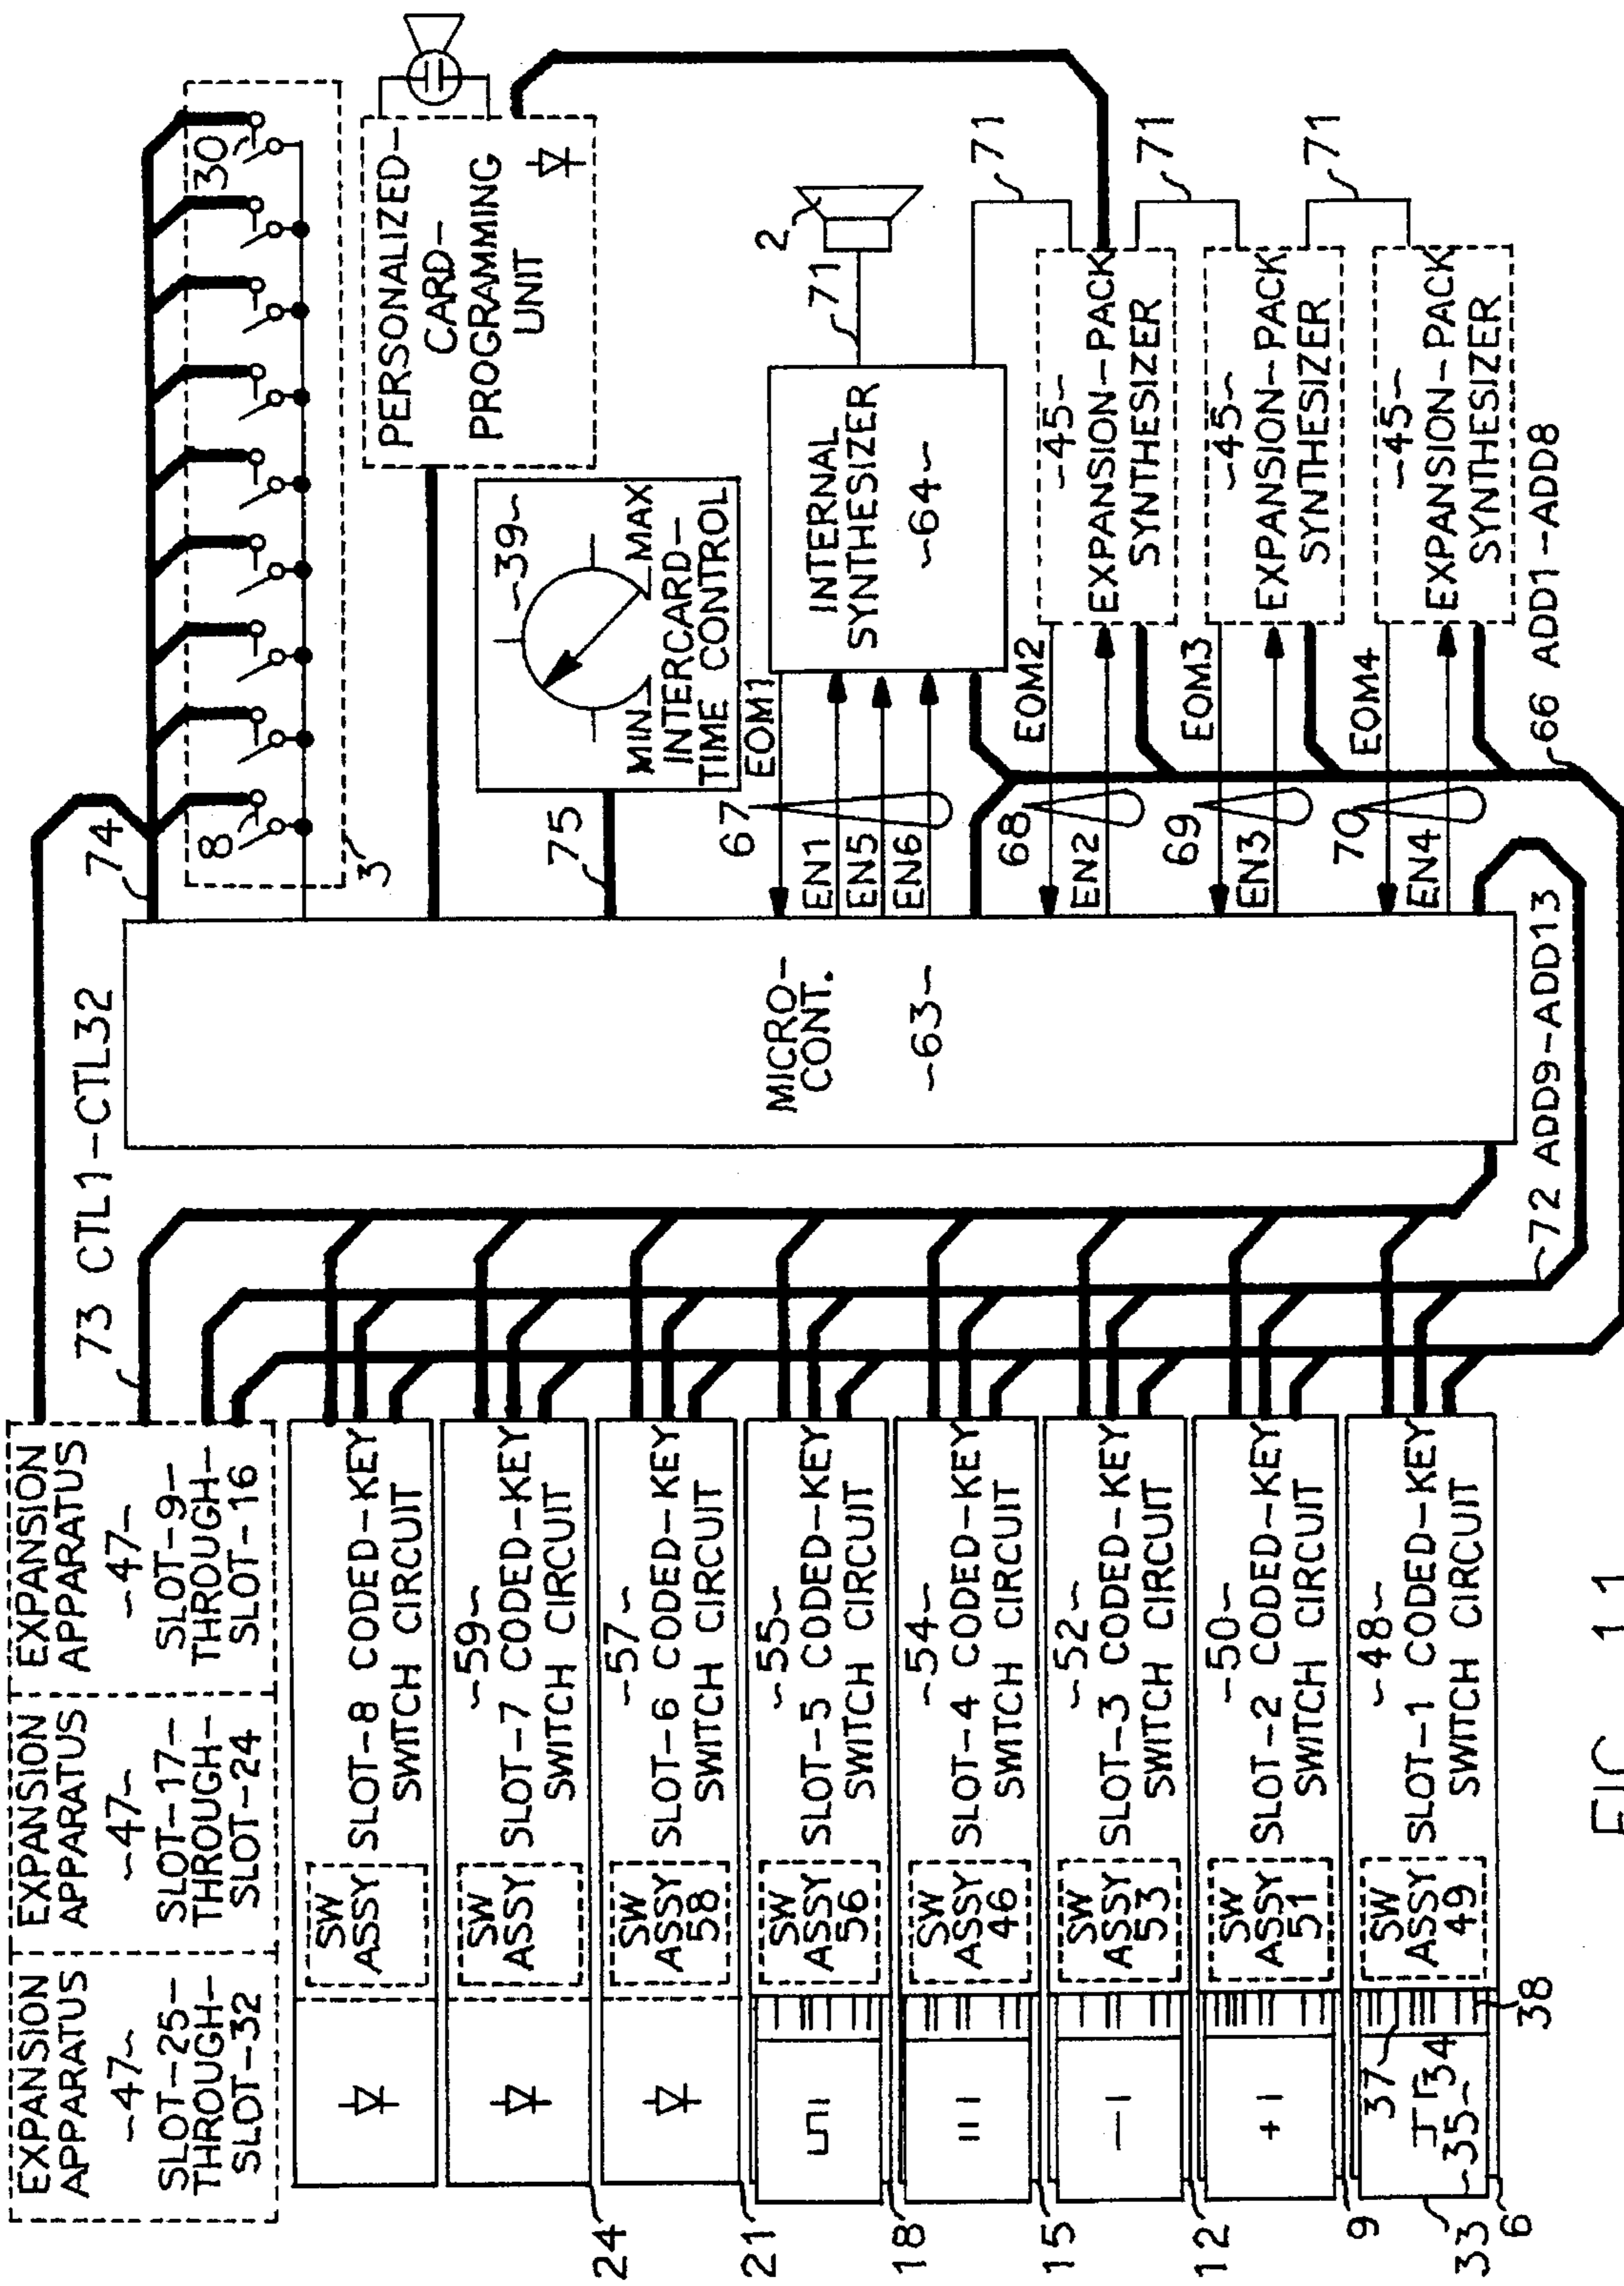 EXPANSION
APPARATUS
~47~
SLOT-25-
THROUGH-
SLOT-32
EXPANSION
APPARATUS
~47~
SLOT-17-
THROUGH-
SLOT-24
EXPANSION
APPARATUS
~47~
SLOT-9-
THROUGH-
SLOT-16
73 CTL1-CTL32
74
8
30
3
SW
ASSY
SLOT-8 CODED-KEY
SWITCH CIRCUIT
24
SW
ASSY
~59~
SLOT-7 CODED-KEY
SWITCH CIRCUIT
21
SW
ASSY
58
~57~
SLOT-6 CODED-KEY
SWITCH CIRCUIT
18
5
SW
ASSY
56
~55~
SLOT-5 CODED-KEY
SWITCH CIRCUIT
15
=
SW
ASSY
46
~54~
SLOT-4 CODED-KEY
SWITCH CIRCUIT
12
SW
ASSY
53
~52~
SLOT-3 CODED-KEY
SWITCH CIRCUIT
9
+
SW
ASSY
51
~50~
SLOT-2 CODED-KEY
SWITCH CIRCUIT
33
6
37
34
~35~
38
SW
ASSY
49
~48~
SLOT-1 CODED-KEY
SWITCH CIRCUIT
MICRO-
CONT.
~63~
PERSONALIZED-
CARD-
PROGRAMMING
UNIT
75
~39~
MIN
MAX
INTERCARD-
TIME CONTROL
67
EOM1
EN1
EN5
EN6
INTERNAL
SYNTHESIZER
~64~
71
2
71
68
EOM2
EN2
~45~
EXPANSION-PACK
SYNTHESIZER
71
69
EOM3
EN3
~45~
EXPANSION-PACK
SYNTHESIZER
71
70
EOM4
EN4
~45~
EXPANSION-PACK
SYNTHESIZER
66 ADD1-ADD8
72 ADD9-ADD13
FIG. 11